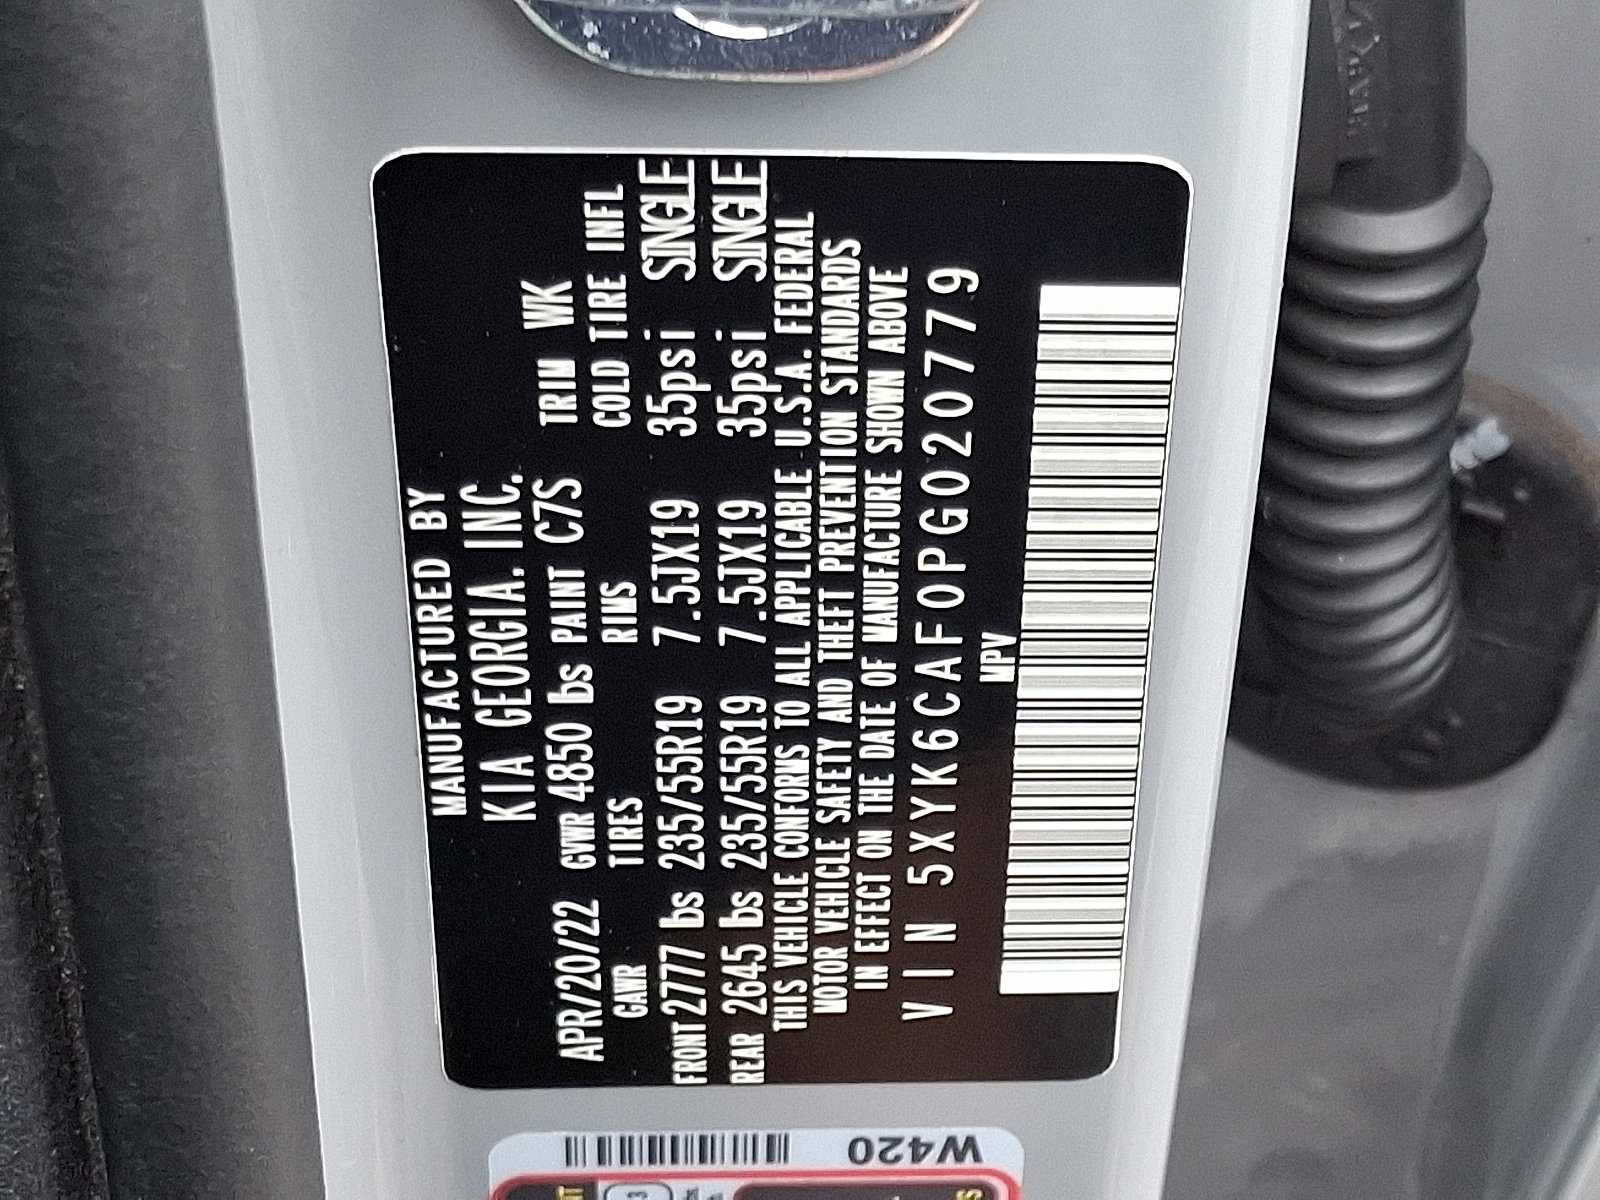 MANUFACTURED BY
KIA GEORGIA. INC.
APR/20/22 GVWR 4850 lbs PAINT C7S TRIM WK
GAWR TIRES RIMS COLD TIRE INFL
FRONT 2777 lbs 235/55R19 7.5JX19 35psi SINGLE
REAR 2645 lbs 235/55R19 7.5JX19 35psi SINGLE
THIS VEHICLE CONFORMS TO ALL APPLICABLE U.S.A. FEDERAL
MOTOR VEHICLE SAFETY AND THEFT PREVENTION STANDARDS
IN EFFECT ON THE DATE OF MANUFACTURE SHOWN ABOVE
VIN 5XYK6CAF0PG020779
MPV
W420